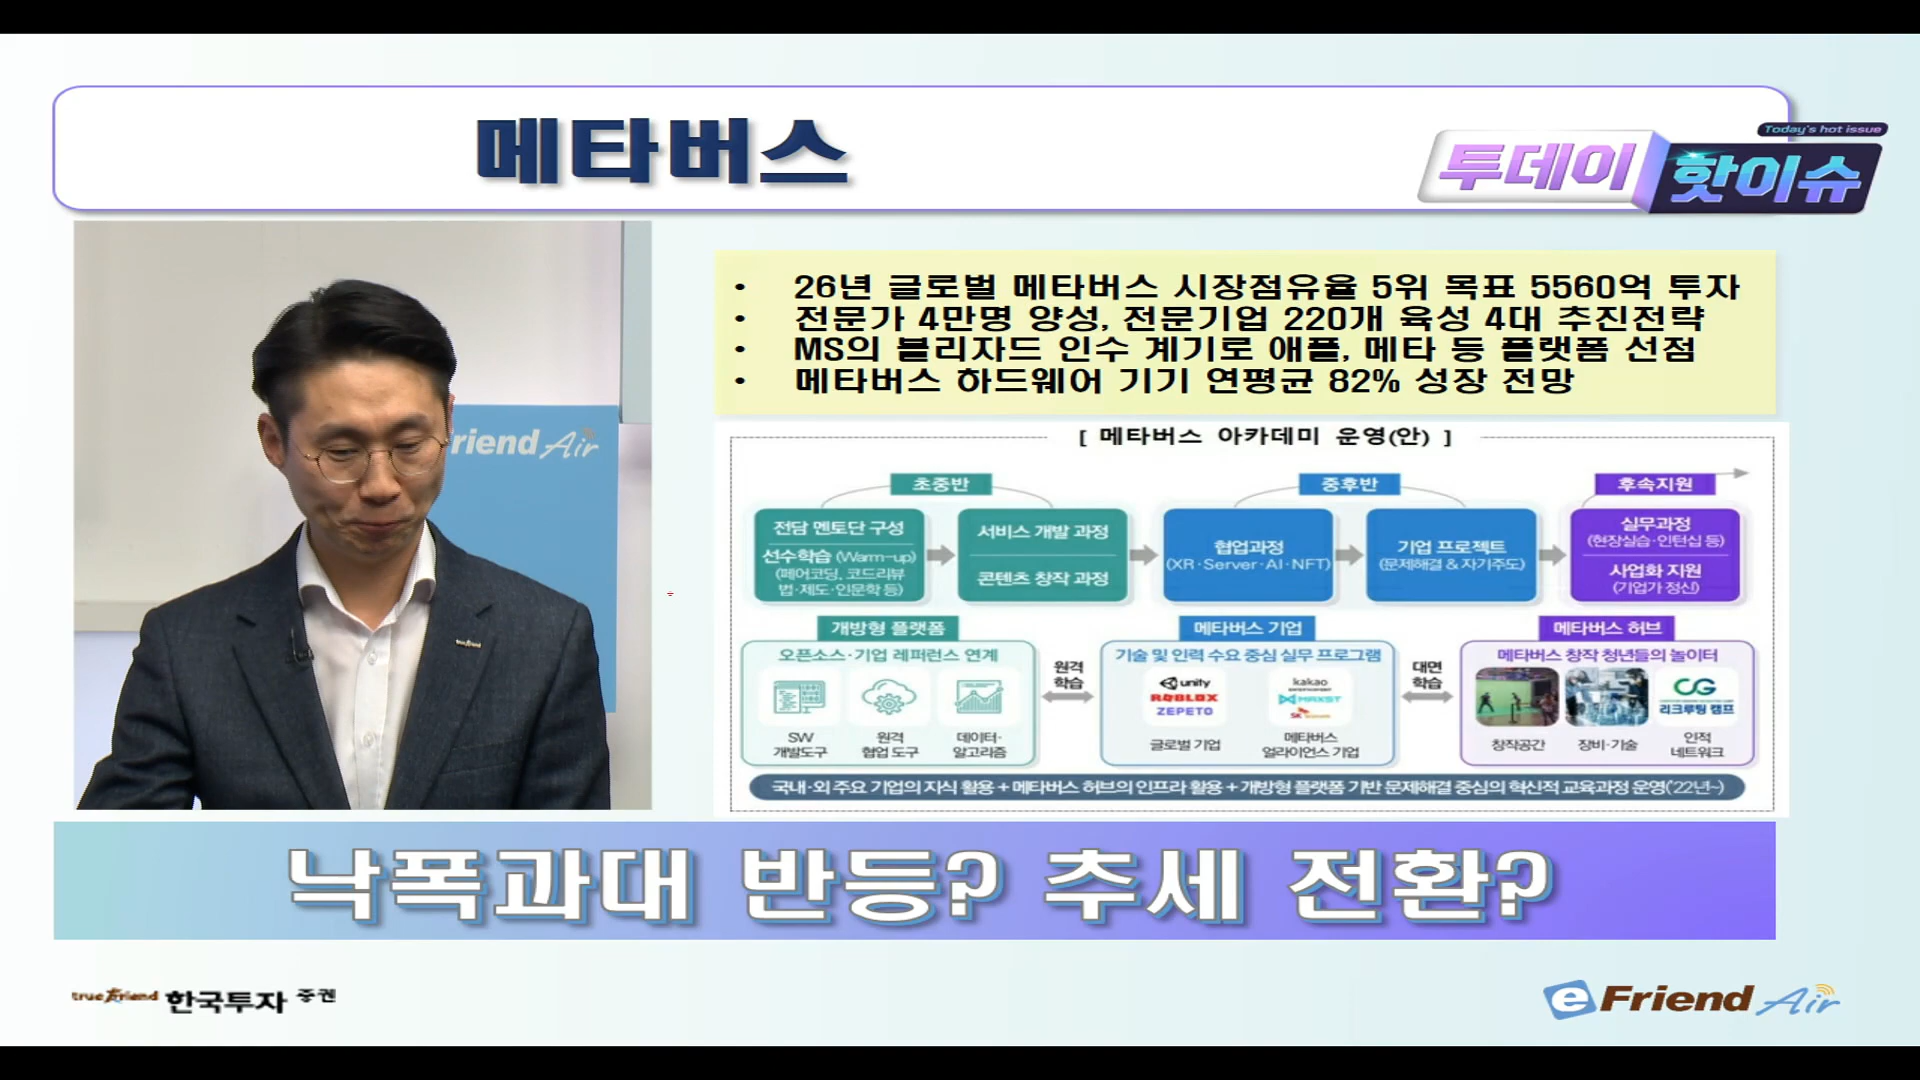 메타버스
Today's hot issue
투데이 핫이슈
riend Air
• 26년 글로벌 메타버스 시장점유율 5위 목표 5560억 투자
• 전문가 4만명 양성, 전문기업 220개 육성 4대 추진전략
• MS의 블리자드 인수 계기로 애플, 메타 등 플랫폼 선점
• 메타버스 하드웨어 기기 연평균 82% 성장 전망
[ 메타버스 아카데미 운영(안) ]
초중반
중후반
후속지원
전담 멘토단 구성
선수학습 (Warm-up)
(페어코딩, 코드리뷰
법·제도·인문학 등)
서비스 개발 과정
콘텐츠 창작 과정
협업과정
(XR·Server·AI·NFT)
기업 프로젝트
(문제해결 & 자기주도)
실무과정
(현장실습·인턴십 등)
사업화 지원
(기업가 정신)
개방형 플랫폼
오픈소스·기업 레퍼런스 연계
SW
개발도구
원격
협업 도구
데이터·
알고리즘
원격
학습
메타버스 기업
기술 및 인력 수요 중심 실무 프로그램
unity
ROBLOX
ZEPETO
글로벌 기업
kakao
MAXST
SK
메타버스
얼라이언스 기업
대면
학습
메타버스 허브
메타버스 창작 청년들의 놀이터
창작공간
장비·기술
CG
리크루팅 캠프
인적
네트워크
국내·외 주요 기업의 지식 활용 + 메타버스 허브의 인프라 활용 + 개방형 플랫폼 기반 문제해결 중심의 혁신적 교육과정 운영('22년~)
낙폭과대 반등? 추세 전환?
true friend 한국투자 증권
e Friend Air